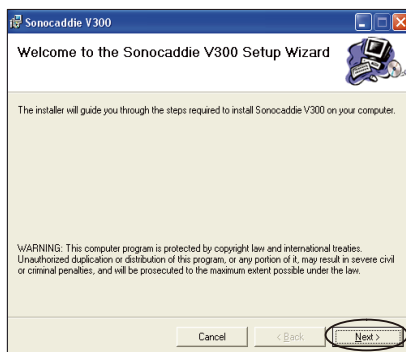 Sonocaddie V300
Welcome to the Sonocaddie V300 Setup Wizard
The installer will guide you through the steps required to install Sonocaddie V300 on your computer.
WARNING: This computer program is protected by copyright law and international treaties.
Unauthorized duplication or distribution of this program, or any portion of it, may result in severe civil
or criminal penalties, and will be prosecuted to the maximum extent possible under the law.
Cancel < Back Next >